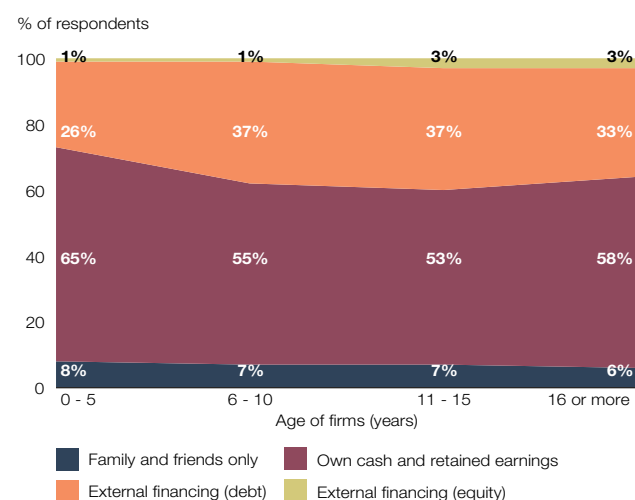 % of respondents
100
1% 1% 3% 3%
80
26% 37% 37% 33%
60
40
65% 55% 53% 58%
20
8% 7% 7% 6%
0
0 - 5 6 - 10 11 - 15 16 or more
Age of firms (years)
Family and friends only Own cash and retained earnings
External financing (debt) External financing (equity)